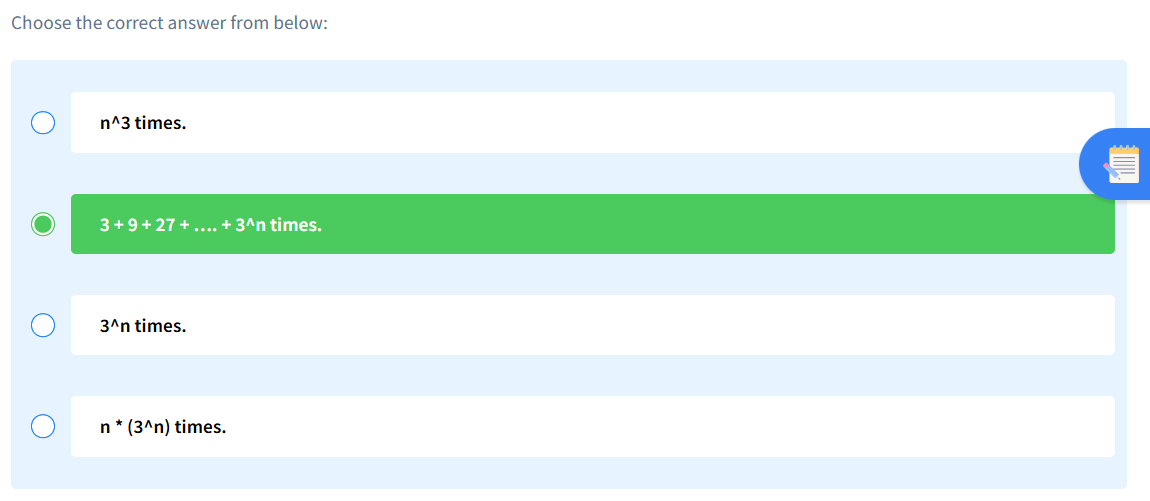 Choose the correct answer from below:
n^3 times.
3 + 9 + 27 + .... + 3^n times.
3^n times.
n * (3^n) times.